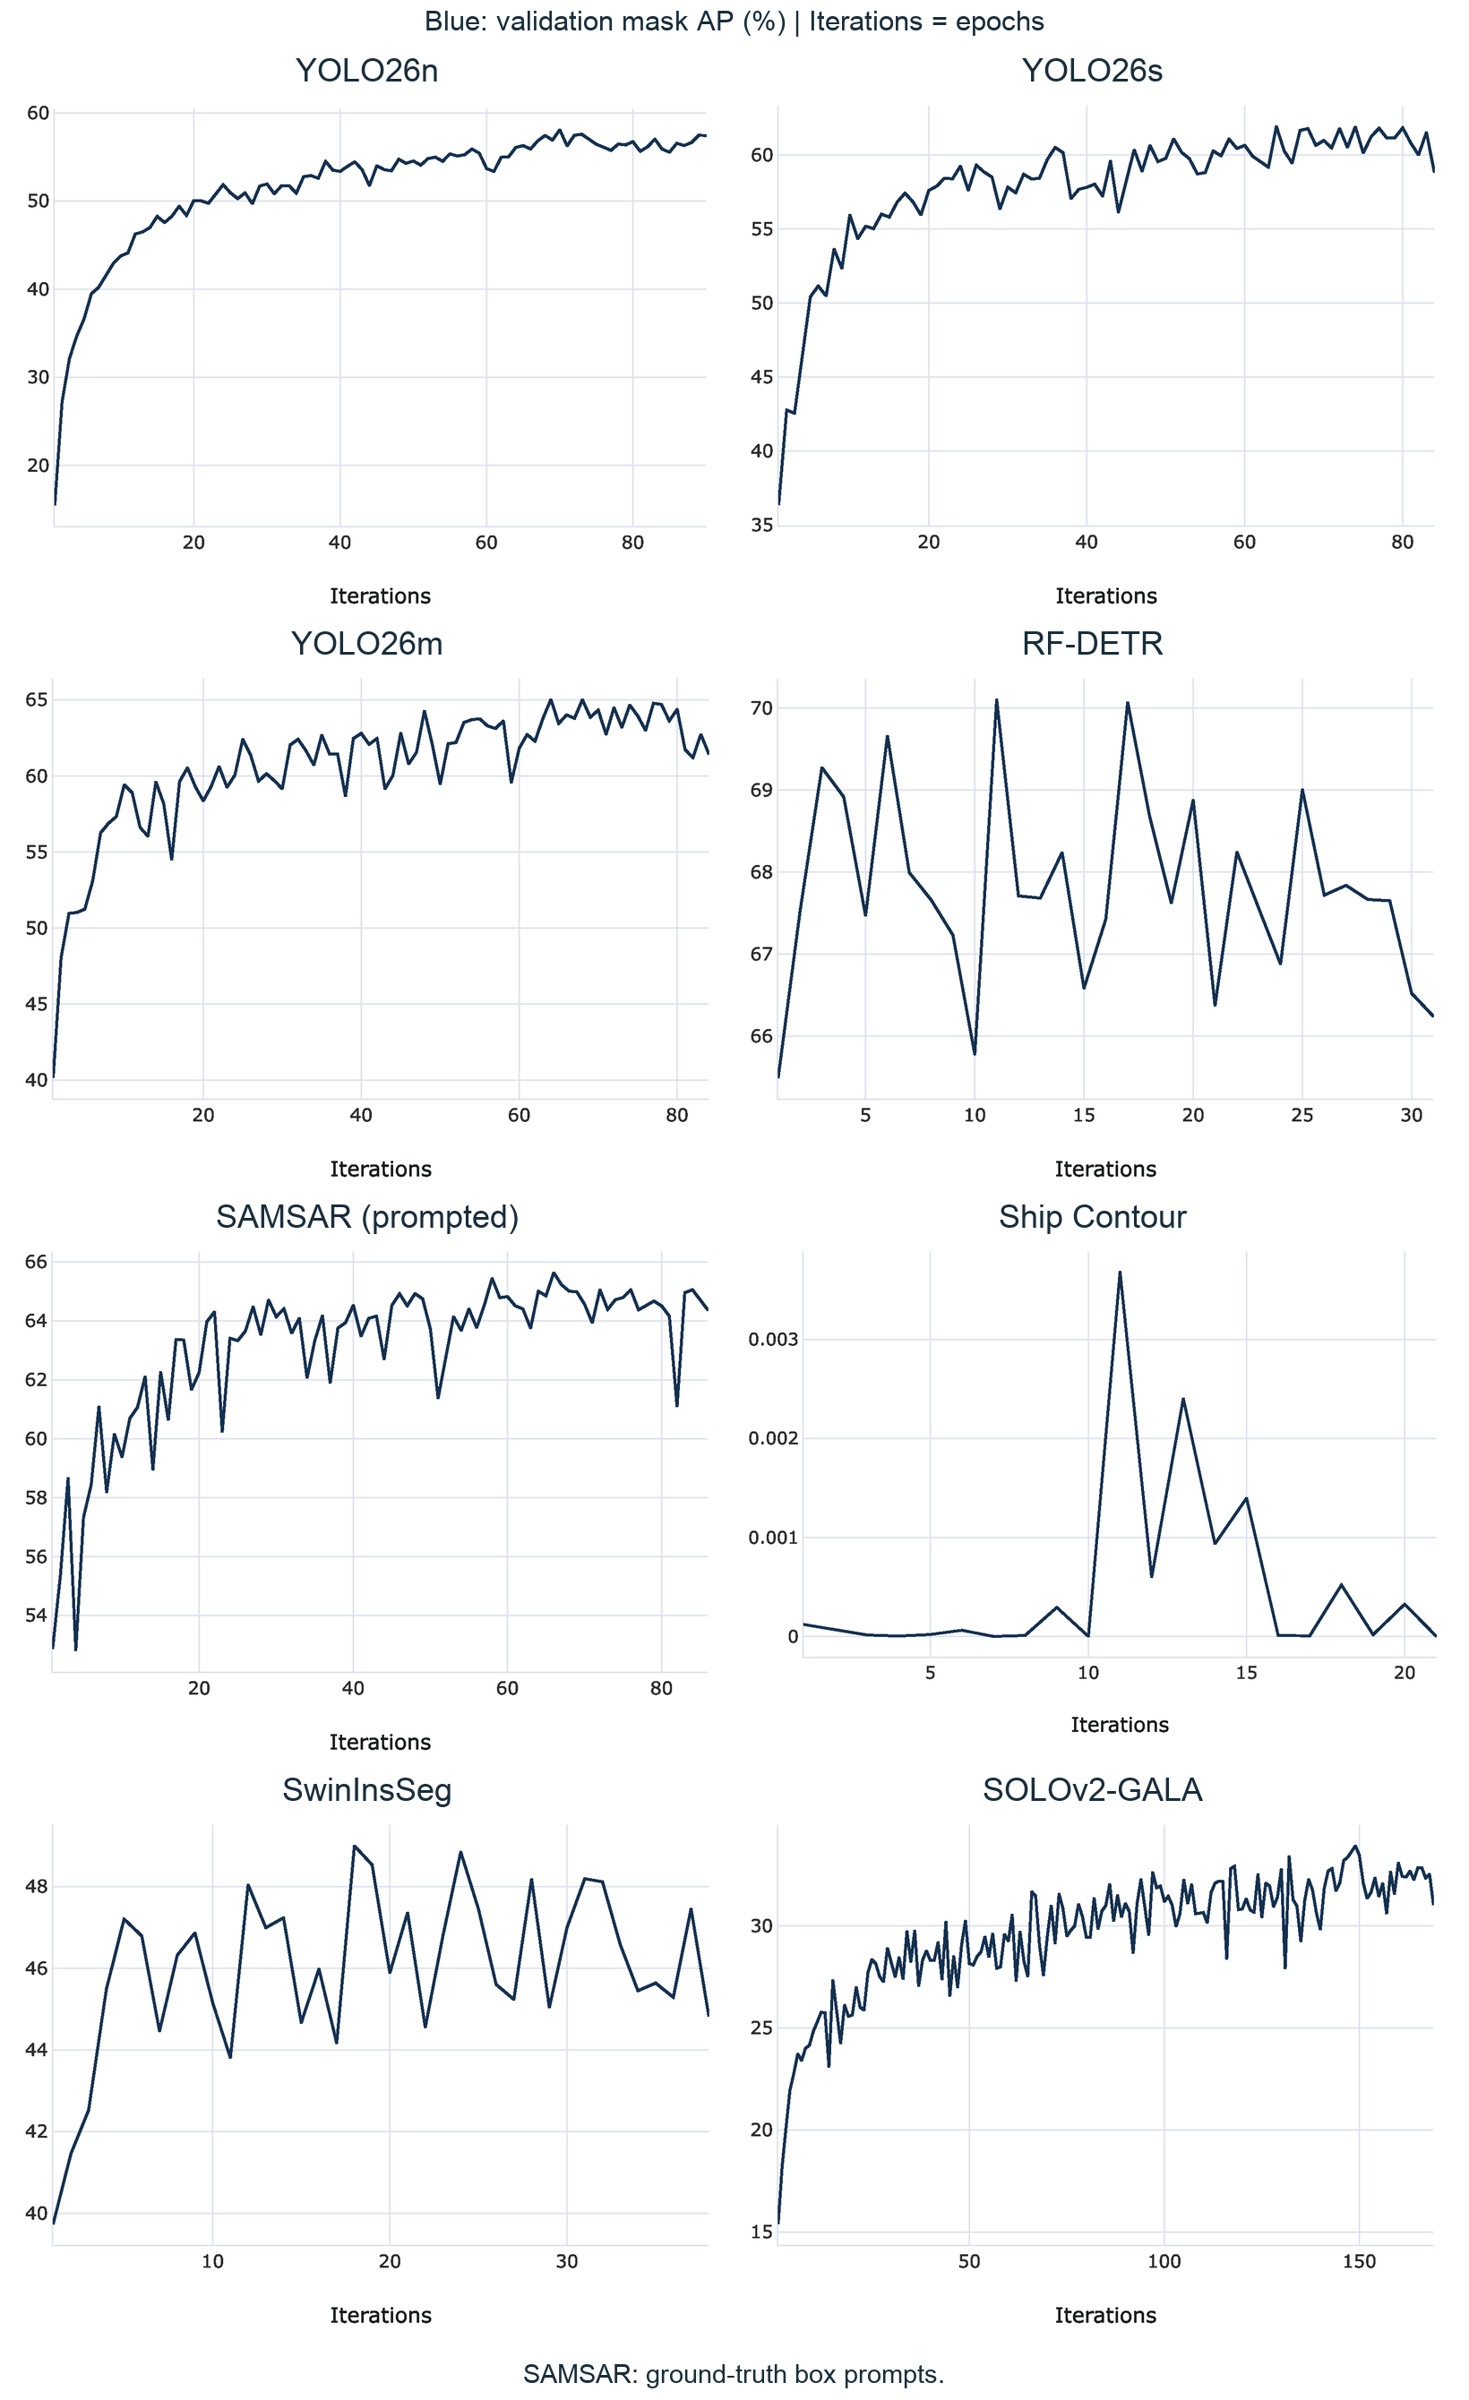 Blue: validation mask AP (%) | Iterations = epochs
YOLO26n
YOLO26s
60
50
40
30
20
20 40 60 80
Iterations
60
55
50
45
40
35
20 40 60 80
Iterations
YOLO26m
RF-DETR
65
60
55
50
45
40
20 40 60 80
Iterations
70
69
68
67
66
5 10 15 20 25 30
Iterations
SAMSAR (prompted)
Ship Contour
66
64
62
60
58
56
54
20 40 60 80
Iterations
0.003
0.002
0.001
0
5 10 15 20
Iterations
SwinInsSeg
SOLOv2-GALA
48
46
44
42
40
10 20 30
Iterations
30
25
20
15
50 100 150
Iterations
SAMSAR: ground-truth box prompts.